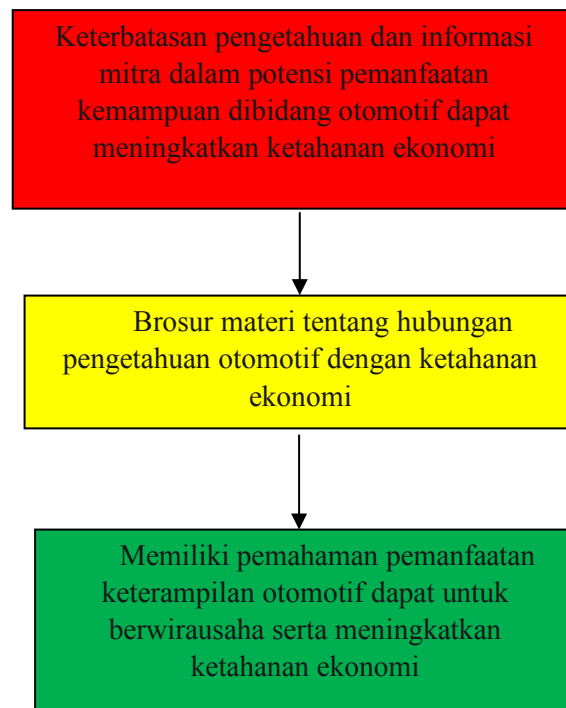 Keterbatasan pengetahuan dan informasi
mitra dalam potensi pemanfaatan
kemampuan dibidang otomotif dapat
meningkatkan ketahanan ekonomi
Brosur materi tentang hubungan
pengetahuan otomotif dengan ketahanan
ekonomi
Memiliki pemahaman pemanfaatan
keterampilan otomotif dapat untuk
berwirausaha serta meningkatkan
ketahanan ekonomi